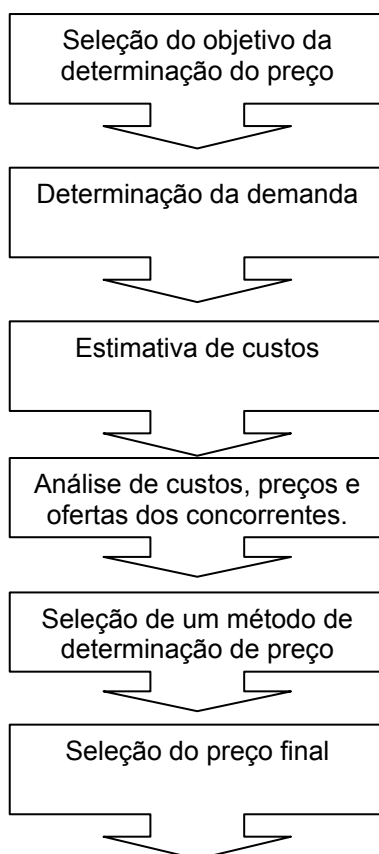 Seleção do objetivo da
determinação do preço
Determinação da demanda
Estimativa de custos
Análise de custos, preços e
ofertas dos concorrentes.
Seleção de um método de
determinação de preço
Seleção do preço final